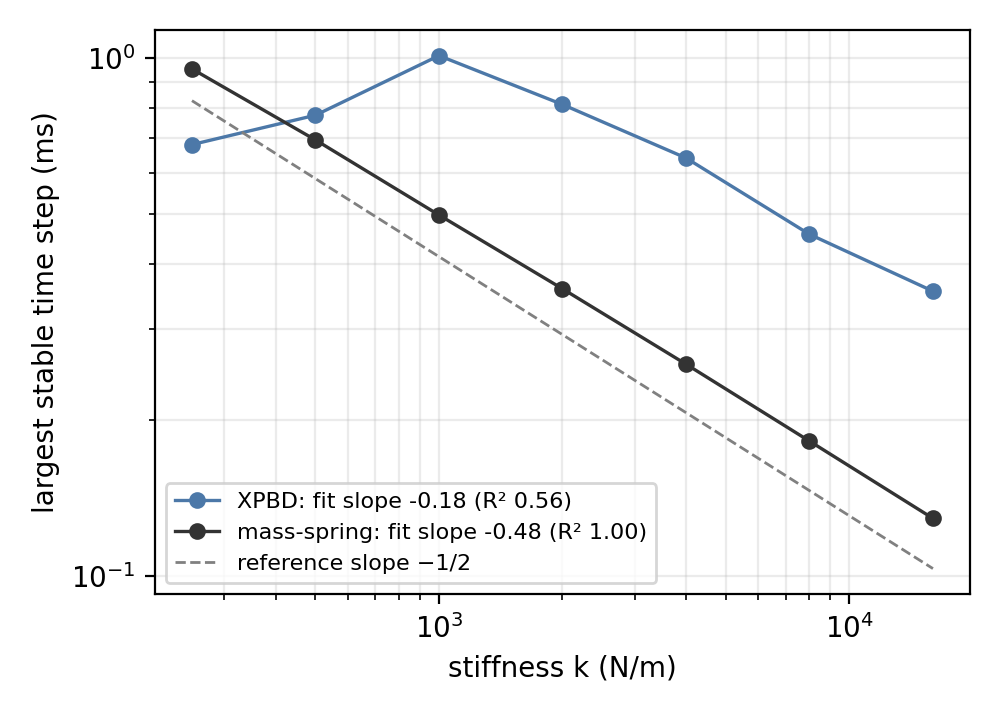 largest stable time step (ms)
10⁰
10⁻¹
XPBD: fit slope -0.18 (R² 0.56)
mass-spring: fit slope -0.48 (R² 1.00)
reference slope −1/2
10³
10⁴
stiffness k (N/m)